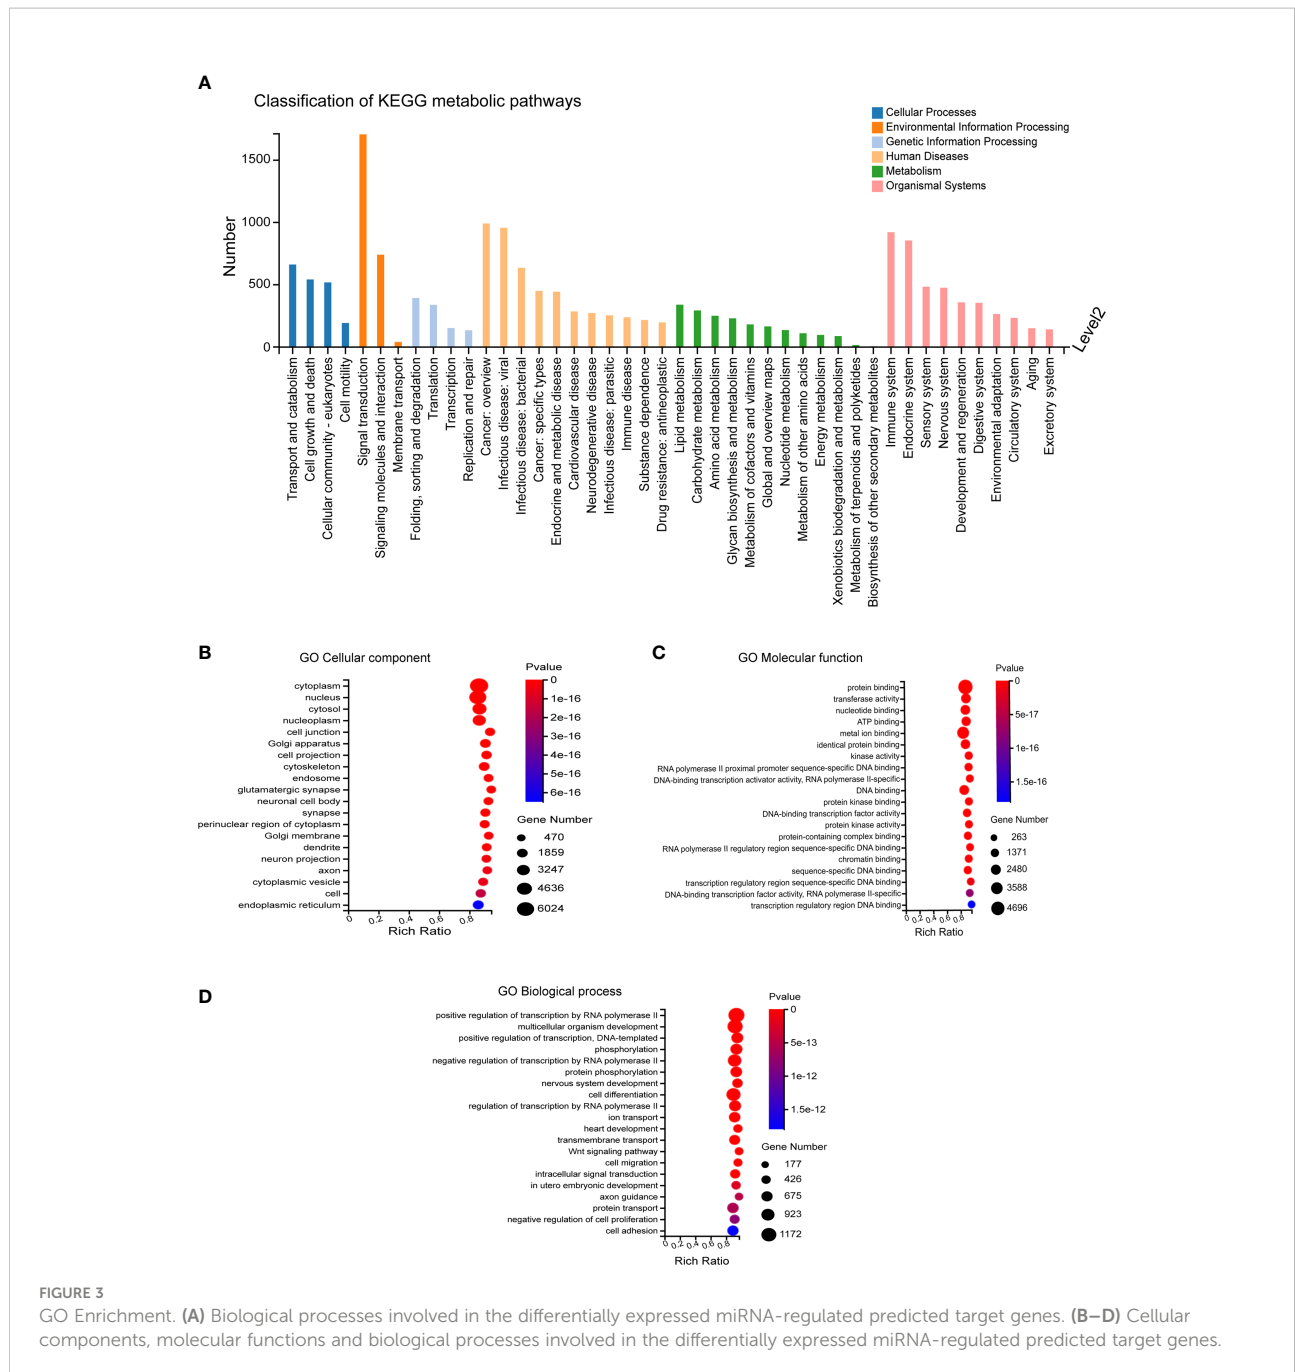 A
Classification of KEGG metabolic pathways
Cellular Processes
Environmental Information Processing
Genetic Information Processing
Human Diseases
Metabolism
Organismal Systems
Number
1500
1000
500
0
Level2
Transport and catabolism
Cell growth and death
Cellular community - eukaryotes
Cell motility
Signal transduction
Signaling molecules and interaction
Membrane transport
Folding, sorting and degradation
Translation
Transcription
Replication and repair
Cancer: overview
Infectious disease: viral
Infectious disease: bacterial
Cancer: specific types
Endocrine and metabolic disease
Cardiovascular disease
Neurodegenerative disease
Infectious disease: parasitic
Immune disease
Substance dependence
Drug resistance: antineoplastic
Lipid metabolism
Carbohydrate metabolism
Amino acid metabolism
Glycan biosynthesis and metabolism
Metabolism of cofactors and vitamins
Global and overview maps
Nucleotide metabolism
Metabolism of other amino acids
Energy metabolism
Xenobiotics biodegradation and metabolism
Metabolism of terpenoids and polyketides
Biosynthesis of other secondary metabolites
Immune system
Endocrine system
Sensory system
Nervous system
Development and regeneration
Digestive system
Environmental adaptation
Circulatory system
Aging
Excretory system
B
GO Cellular component
cytoplasm
nucleus
cytosol
nucleoplasm
cell junction
Golgi apparatus
cell projection
cytoskeleton
endosome
glutamatergic synapse
neuronal cell body
synapse
perinuclear region of cytoplasm
Golgi membrane
dendrite
neuron projection
axon
cytoplasmic vesicle
cell
endoplasmic reticulum
0 0.2 0.4 0.6 0.8
Rich Ratio
Pvalue
0
1e-16
2e-16
3e-16
4e-16
5e-16
6e-16
Gene Number
470
1859
3247
4636
6024
C
GO Molecular function
protein binding
transferase activity
nucleotide binding
ATP binding
metal ion binding
identical protein binding
kinase activity
RNA polymerase II proximal promoter sequence-specific DNA binding
DNA-binding transcription activator activity, RNA polymerase II-specific
DNA binding
protein kinase binding
DNA-binding transcription factor activity
protein kinase activity
protein-containing complex binding
RNA polymerase II regulatory region sequence-specific DNA binding
chromatin binding
sequence-specific DNA binding
transcription regulatory region sequence-specific DNA binding
DNA-binding transcription factor activity, RNA polymerase II-specific
transcription regulatory region DNA binding
0 0.2 0.4 0.6 0.8
Rich Ratio
Pvalue
0
5e-17
1e-16
1.5e-16
Gene Number
263
1371
2480
3588
4696
D
GO Biological process
positive regulation of transcription by RNA polymerase II
multicellular organism development
positive regulation of transcription, DNA-templated
phosphorylation
negative regulation of transcription by RNA polymerase II
protein phosphorylation
nervous system development
cell differentiation
regulation of transcription by RNA polymerase II
ion transport
heart development
transmembrane transport
Wnt signaling pathway
cell migration
intracellular signal transduction
in utero embryonic development
axon guidance
protein transport
negative regulation of cell proliferation
cell adhesion
0 0.2 0.4 0.6 0.8
Rich Ratio
Pvalue
0
5e-13
1e-12
1.5e-12
Gene Number
177
426
675
923
1172
FIGURE 3
GO Enrichment. (A) Biological processes involved in the differentially expressed miRNA-regulated predicted target genes. (B–D) Cellular
components, molecular functions and biological processes involved in the differentially expressed miRNA-regulated predicted target genes.